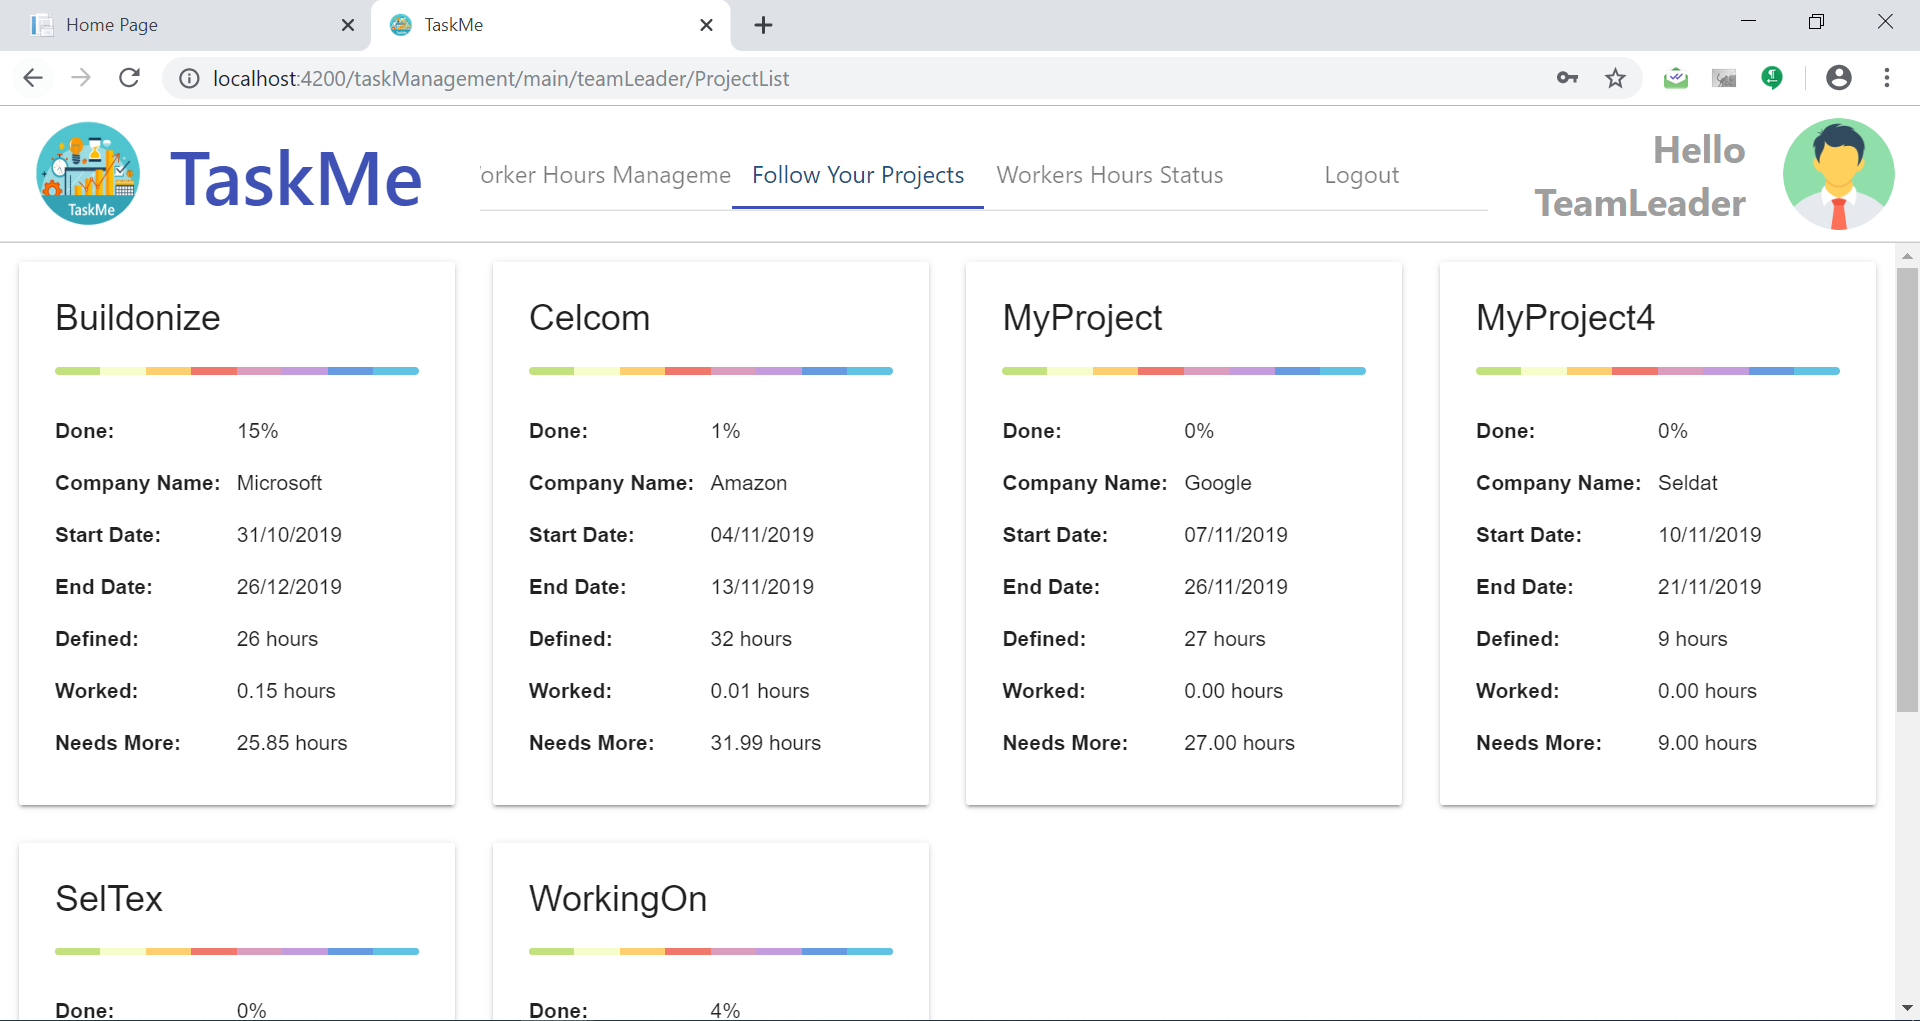 Home Page
TaskMe
localhost:4200/taskManagement/main/teamLeader/ProjectList
TaskMe
TaskMe
orker Hours Manageme
Follow Your Projects
Workers Hours Status
Logout
Hello
TeamLeader
Buildonize
Done: 15%
Company Name: Microsoft
Start Date: 31/10/2019
End Date: 26/12/2019
Defined: 26 hours
Worked: 0.15 hours
Needs More: 25.85 hours
Celcom
Done: 1%
Company Name: Amazon
Start Date: 04/11/2019
End Date: 13/11/2019
Defined: 32 hours
Worked: 0.01 hours
Needs More: 31.99 hours
MyProject
Done: 0%
Company Name: Google
Start Date: 07/11/2019
End Date: 26/11/2019
Defined: 27 hours
Worked: 0.00 hours
Needs More: 27.00 hours
MyProject4
Done: 0%
Company Name: Seldat
Start Date: 10/11/2019
End Date: 21/11/2019
Defined: 9 hours
Worked: 0.00 hours
Needs More: 9.00 hours
SelTex
Done: 0%
WorkingOn
Done: 4%